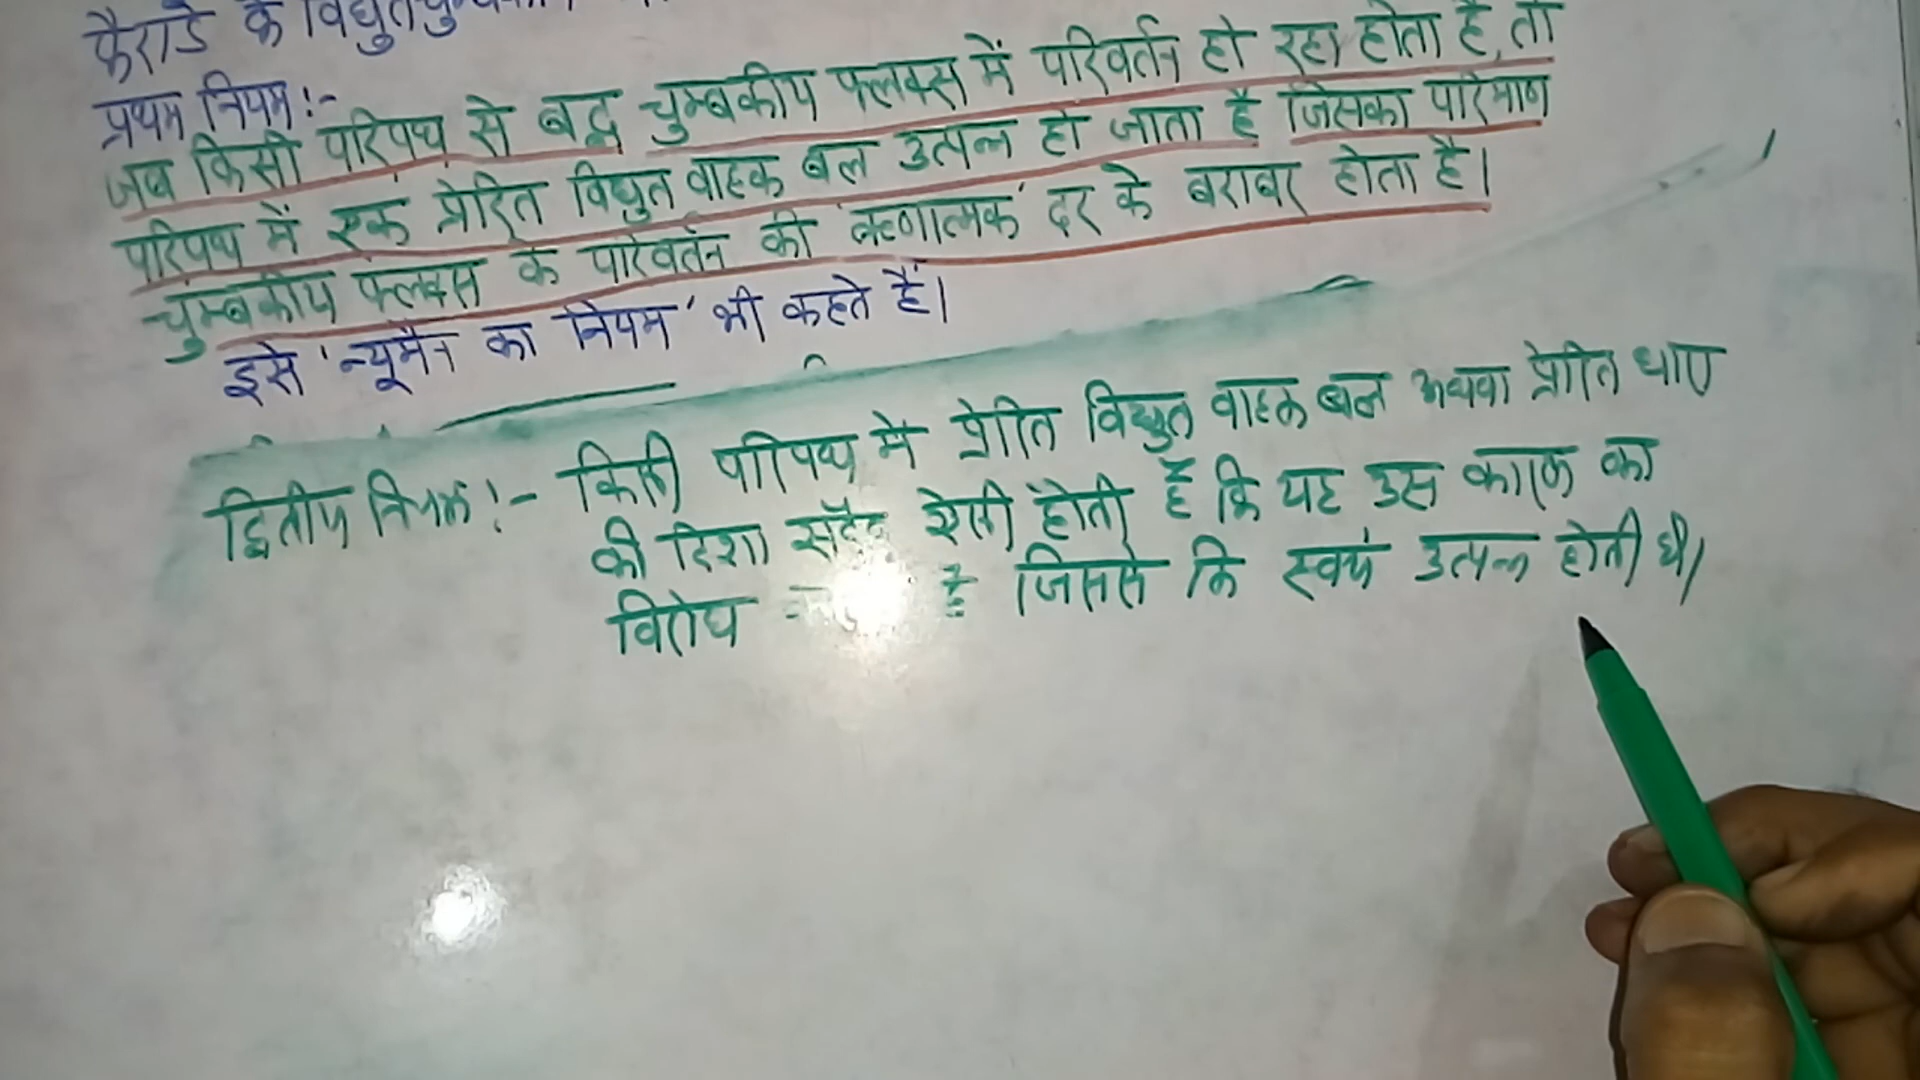 फैराडे के विद्युत
प्रथम नियम:-
जब किसी परिपथ से बद्ध चुम्बकीय फ्लक्स में परिवर्तन हो रहा होता है, तो
परिपथ में एक प्रेरित विद्युत वाहक बल उत्पन्न हो जाता है जिसका परिमाण
चुम्बकीय फ्लक्स के परिवर्तन की 'ऋणात्मक' दर के बराबर होता है।
इसे 'न्यूमैन का नियम' भी कहते हैं।
द्वितीय नियम:- किसी परिपथ में प्रेरित विद्युत वाहक बल अथवा प्रेरित धारा
की दिशा सदैव ऐसी होती है कि यह उस कारण का
विरोध है जिससे कि स्वयं उत्पन्न होती है।